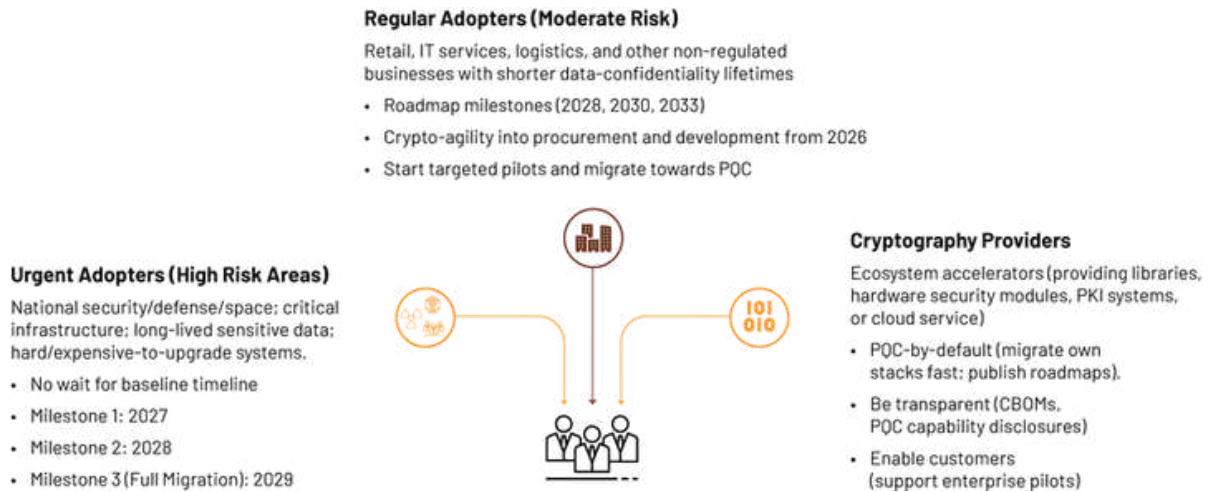 Regular Adopters (Moderate Risk)
Retail, IT services, logistics, and other non-regulated
businesses with shorter data-confidentiality lifetimes
• Roadmap milestones (2028, 2030, 2033)
• Crypto-agility into procurement and development from 2026
• Start targeted pilots and migrate towards PQC
Urgent Adopters (High Risk Areas)
National security/defense/space; critical
infrastructure; long-lived sensitive data;
hard/expensive-to-upgrade systems.
• No wait for baseline timeline
• Milestone 1: 2027
• Milestone 2: 2028
• Milestone 3 (Full Migration): 2029
101
010
Cryptography Providers
Ecosystem accelerators (providing libraries,
hardware security modules, PKI systems,
or cloud service)
• PQC-by-default (migrate own
stacks fast; publish roadmaps).
• Be transparent (CBOMs,
PQC capability disclosures)
• Enable customers
(support enterprise pilots)